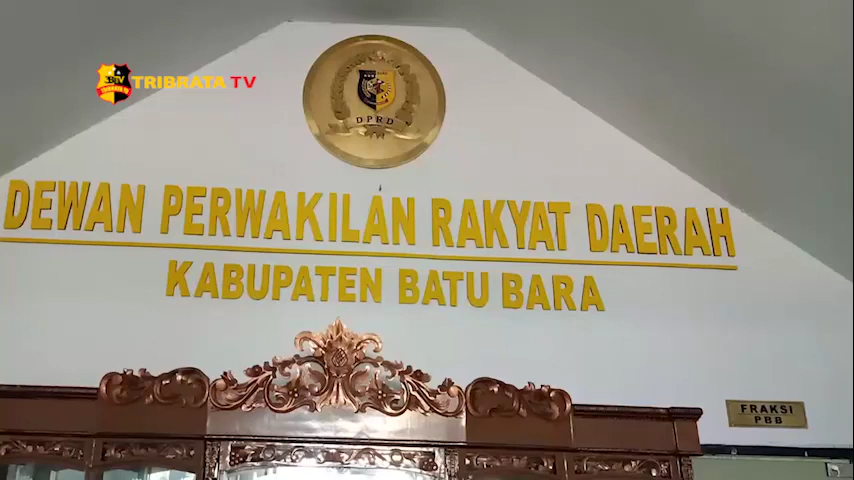 TRIBRATA TV
DPRD
DEWAN PERWAKILAN RAKYAT DAERAH
KABUPATEN BATU BARA
FRAKSI
PBB